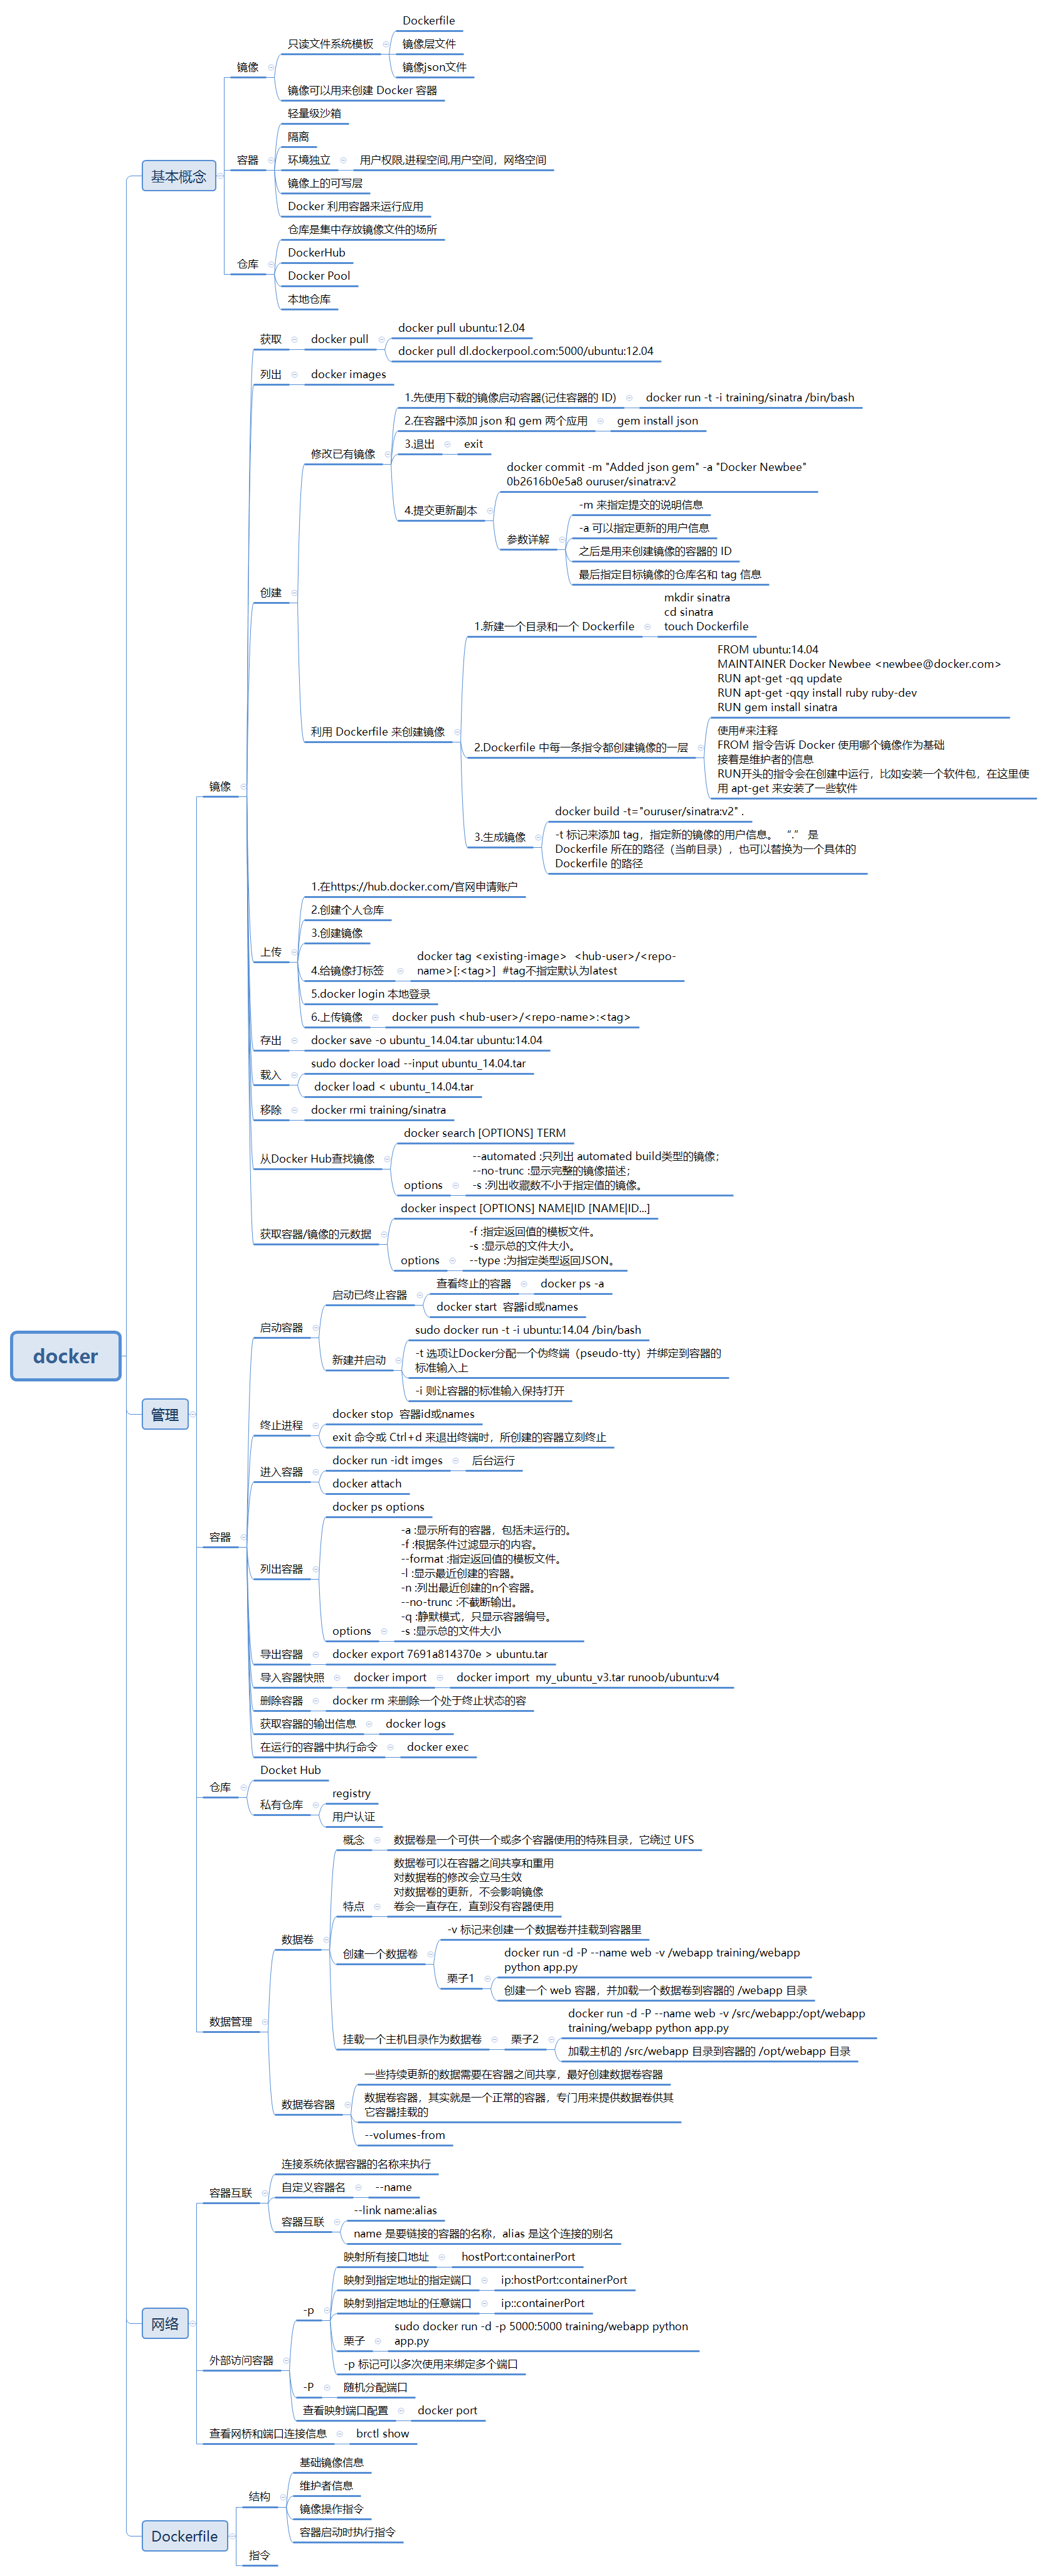 docker
基本概念
镜像
只读文件系统模板
Dockerfile
镜像层文件
镜像json文件
镜像可以用来创建 Docker 容器
容器
轻量级沙箱
隔离
环境独立
用户权限,进程空间,用户空间，网络空间
镜像上的可写层
Docker 利用容器来运行应用
仓库
仓库是集中存放镜像文件的场所
DockerHub
Docker Pool
本地仓库
管理
镜像
获取
docker pull
docker pull ubuntu:12.04
docker pull dl.dockerpool.com:5000/ubuntu:12.04
列出
docker images
创建
修改已有镜像
1.先使用下载的镜像启动容器(记住容器的 ID)
docker run -t -i training/sinatra /bin/bash
2.在容器中添加 json 和 gem 两个应用
gem install json
3.退出
exit
4.提交更新副本
docker commit -m "Added json gem" -a "Docker Newbee"
0b2616b0e5a8 ouruser/sinatra:v2
参数详解
-m 来指定提交的说明信息
-a 可以指定更新的用户信息
之后是用来创建镜像的容器的 ID
最后指定目标镜像的仓库名和 tag 信息
利用 Dockerfile 来创建镜像
1.新建一个目录和一个 Dockerfile
mkdir sinatra
cd sinatra
touch Dockerfile
2.Dockerfile 中每一条指令都创建镜像的一层
FROM ubuntu:14.04
MAINTAINER Docker Newbee <newbee@docker.com>
RUN apt-get -qq update
RUN apt-get -qqy install ruby ruby-dev
RUN gem install sinatra
使用#来注释
FROM 指令告诉 Docker 使用哪个镜像作为基础
接着是维护者的信息
RUN开头的指令会在创建中运行，比如安装一个软件包，在这里使
用 apt-get 来安装了一些软件
3.生成镜像
docker build -t="ouruser/sinatra:v2" .
-t 标记来添加 tag，指定新的镜像的用户信息。 “.” 是
Dockerfile 所在的路径（当前目录），也可以替换为一个具体的
Dockerfile 的路径
上传
1.在https://hub.docker.com/官网申请账户
2.创建个人仓库
3.创建镜像
4.给镜像打标签
docker tag <existing-image> <hub-user>/<repo-
name>[:<tag>] #tag不指定默认为latest
5.docker login 本地登录
6.上传镜像
docker push <hub-user>/<repo-name>:<tag>
存出
docker save -o ubuntu_14.04.tar ubuntu:14.04
载入
sudo docker load --input ubuntu_14.04.tar
docker load < ubuntu_14.04.tar
移除
docker rmi training/sinatra
从Docker Hub查找镜像
docker search [OPTIONS] TERM
options
--automated :只列出 automated build类型的镜像；
--no-trunc :显示完整的镜像描述；
-s :列出收藏数不小于指定值的镜像。
获取容器/镜像的元数据
docker inspect [OPTIONS] NAME|ID [NAME|ID...]
options
-f :指定返回值的模板文件。
-s :显示总的文件大小。
--type :为指定类型返回JSON。
容器
启动容器
启动已终止容器
查看终止的容器
docker ps -a
docker start 容器id或names
新建并启动
sudo docker run -t -i ubuntu:14.04 /bin/bash
-t 选项让Docker分配一个伪终端（pseudo-tty）并绑定到容器的
标准输入上
-i 则让容器的标准输入保持打开
终止进程
docker stop 容器id或names
exit 命令或 Ctrl+d 来退出终端时，所创建的容器立刻终止
进入容器
docker run -idt imges
后台运行
docker attach
列出容器
docker ps options
options
-a :显示所有的容器，包括未运行的。
-f :根据条件过滤显示的内容。
--format :指定返回值的模板文件。
-l :显示最近创建的容器。
-n :列出最近创建的n个容器。
--no-trunc :不截断输出。
-q :静默模式，只显示容器编号。
-s :显示总的文件大小
导出容器
docker export 7691a814370e > ubuntu.tar
导入容器快照
docker import
docker import my_ubuntu_v3.tar runoob/ubuntu:v4
删除容器
docker rm 来删除一个处于终止状态的容
获取容器的输出信息
docker logs
在运行的容器中执行命令
docker exec
仓库
Docket Hub
私有仓库
registry
用户认证
数据管理
数据卷
概念
数据卷是一个可供一个或多个容器使用的特殊目录，它绕过 UFS
特点
数据卷可以在容器之间共享和重用
对数据卷的修改会立马生效
对数据卷的更新，不会影响镜像
卷会一直存在，直到没有容器使用
创建一个数据卷
-v 标记来创建一个数据卷并挂载到容器里
栗子1
docker run -d -P --name web -v /webapp training/webapp
python app.py
创建一个 web 容器，并加载一个数据卷到容器的 /webapp 目录
挂载一个主机目录作为数据卷
栗子2
docker run -d -P --name web -v /src/webapp:/opt/webapp
training/webapp python app.py
加载主机的 /src/webapp 目录到容器的 /opt/webapp 目录
数据卷容器
一些持续更新的数据需要在容器之间共享，最好创建数据卷容器
数据卷容器，其实就是一个正常的容器，专门用来提供数据卷供其
它容器挂载的
--volumes-from
网络
容器互联
连接系统依据容器的名称来执行
自定义容器名
--name
容器互联
--link name:alias
name 是要链接的容器的名称，alias 是这个连接的别名
外部访问容器
-p
映射所有接口地址
hostPort:containerPort
映射到指定地址的指定端口
ip:hostPort:containerPort
映射到指定地址的任意端口
ip::containerPort
栗子
sudo docker run -d -p 5000:5000 training/webapp python
app.py
-p 标记可以多次使用来绑定多个端口
-P
随机分配端口
查看映射端口配置
docker port
查看网桥和端口连接信息
brctl show
Dockerfile
结构
基础镜像信息
维护者信息
镜像操作指令
容器启动时执行指令
指令